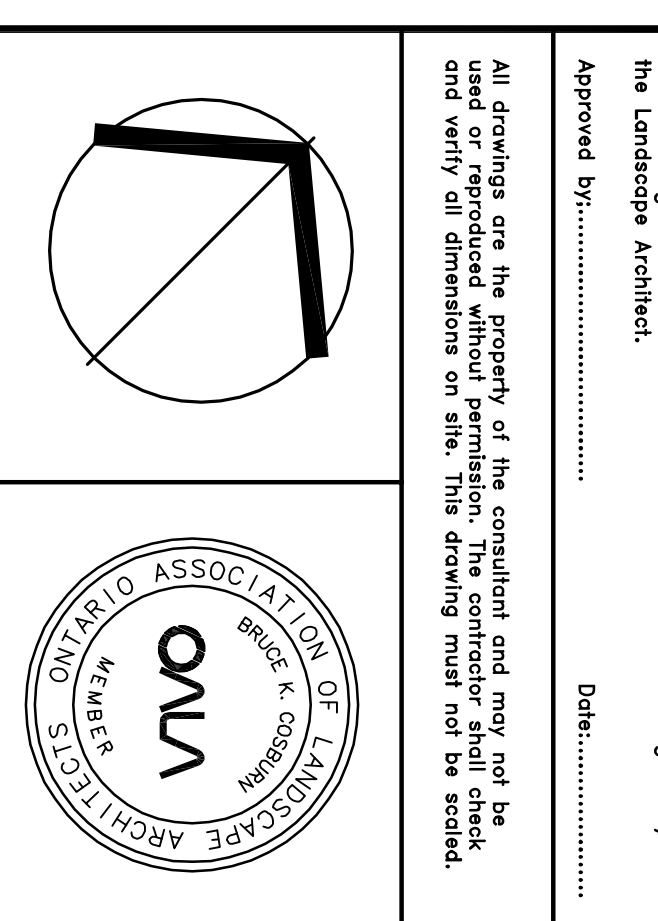 the Landscape Architect.
Approved by;..........................................
Date:........................
All drawings are the property of the consultant and may not be
used or reproduced without permission. The contractor shall check
and verify all dimensions on site. This drawing must not be scaled.
ONTARIO ASSOCIATION OF LANDSCAPE ARCHITECTS
BRUCE K. COSBURN
OALA
MEMBER